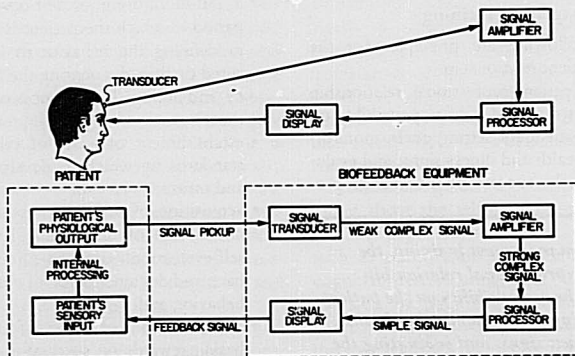 SIGNAL
AMPLIFIER
TRANSDUCER
SIGNAL
DISPLAY
SIGNAL
PROCESSOR
PATIENT
BIOFEEDBACK EQUIPMENT
PATIENT'S
PHYSIOLOGICAL
OUTPUT
SIGNAL PICKUP
SIGNAL
TRANSDUCER
WEAK COMPLEX SIGNAL
SIGNAL
AMPLIFIER
INTERNAL
PROCESSING
STRONG
COMPLEX
SIGNAL
PATIENT'S
SENSORY
INPUT
FEEDBACK SIGNAL
SIGNAL
DISPLAY
SIMPLE SIGNAL
SIGNAL
PROCESSOR